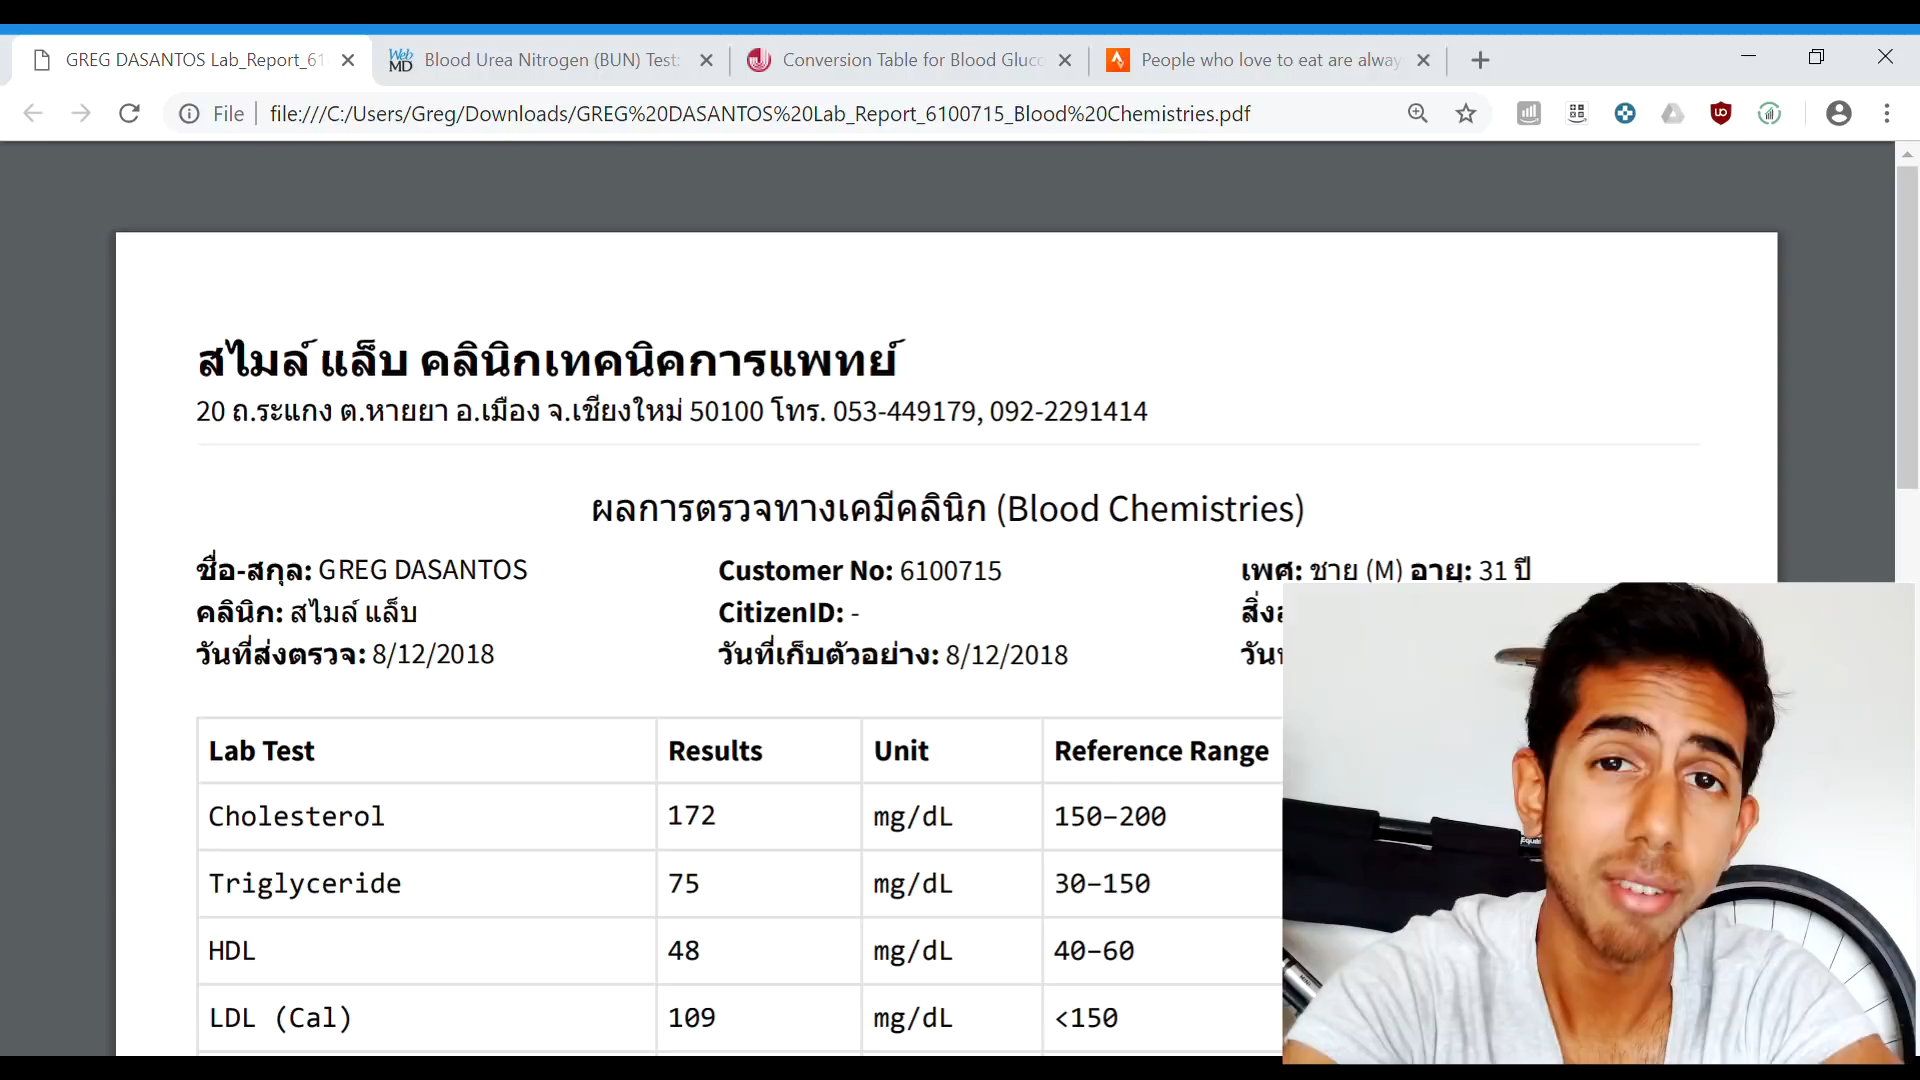 GREG DASANTOS Lab_Report_61
Web MD Blood Urea Nitrogen (BUN) Test:
Conversion Table for Blood Gluco
People who love to eat are alway
File
file:///C:/Users/Greg/Downloads/GREG%20DASANTOS%20Lab_Report_6100715_Blood%20Chemistries.pdf
สไมล์ แล็บ คลินิกเทคนิคการแพทย์
20 ถ.ระแกง ต.หายยา อ.เมือง จ.เชียงใหม่ 50100 โทร. 053-449179, 092-2291414
ผลการตรวจทางเคมีคลินิก (Blood Chemistries)
ชื่อ-สกุล: GREG DASANTOS Customer No: 6100715 เพศ: ชาย (M) อายุ: 31 ปี
คลินิก: สไมล์ แล็บ CitizenID: -
วันที่ส่งตรวจ: 8/12/2018 วันที่เก็บตัวอย่าง: 8/12/2018 วันท
Lab Test Results Unit Reference Range
Cholesterol 172 mg/dL 150-200
Triglyceride 75 mg/dL 30-150
HDL 48 mg/dL 40-60
LDL (Cal) 109 mg/dL <150